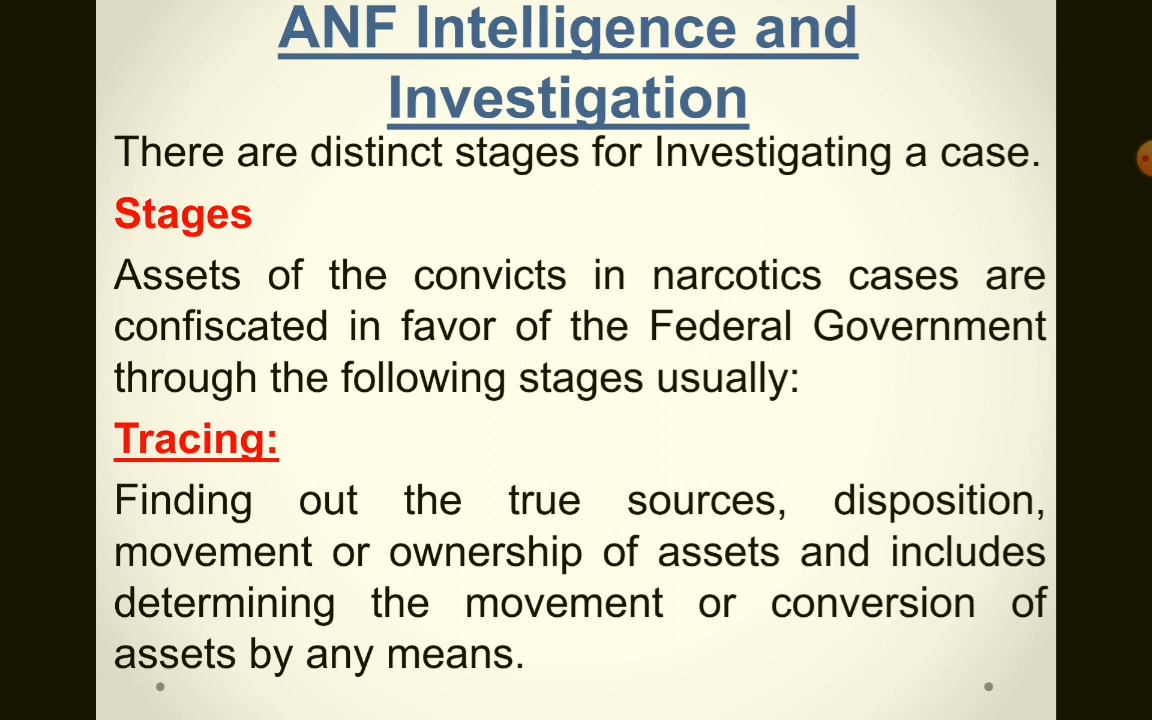 ANF Intelligence and
Investigation
There are distinct stages for Investigating a case.
Stages
Assets of the convicts in narcotics cases are
confiscated in favor of the Federal Government
through the following stages usually:
Tracing:
Finding out the true sources, disposition,
movement or ownership of assets and includes
determining the movement or conversion of
assets by any means.